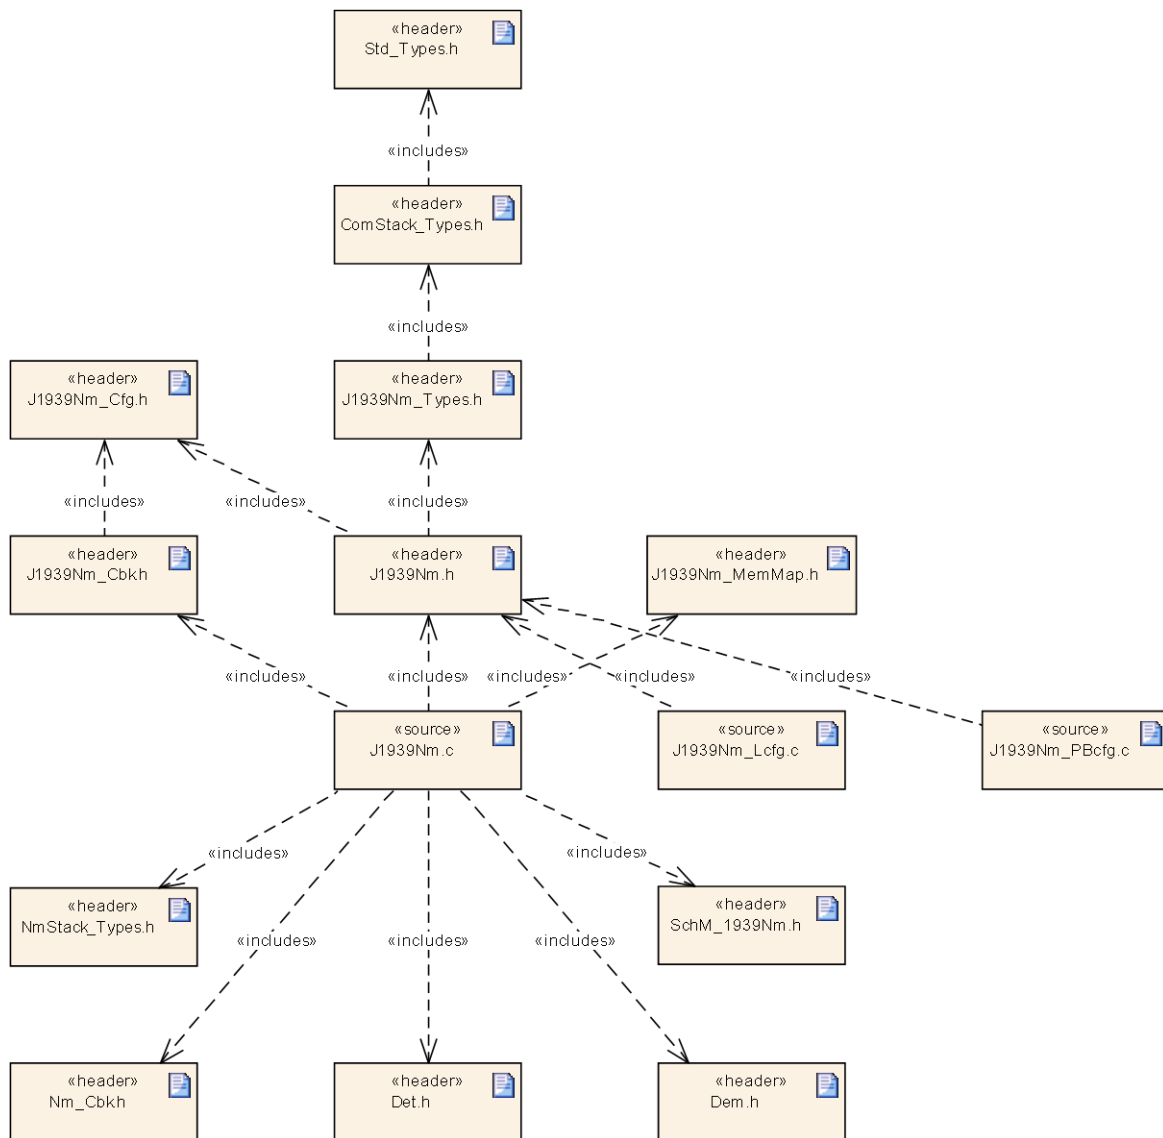 «header»
Std_Types.h
«includes»
«header»
ComStack_Types.h
«includes»
«header»
J1939Nm_Cfg.h
«header»
J1939Nm_Types.h
«includes»
«includes»
«includes»
«header»
J1939Nm_Cbk.h
«header»
J1939Nm.h
«header»
J1939Nm_MemMap.h
«includes»
«includes»
«includes»
«includes»
«includes»
«source»
J1939Nm.c
«source»
J1939Nm_Lcfg.c
«source»
J1939Nm_PBcfg.c
«includes»
«includes»
«header»
NmStack_Types.h
«header»
SchM_1939Nm.h
«includes»
«includes»
«includes»
«header»
Nm_Cbk.h
«header»
Det.h
«header»
Dem.h